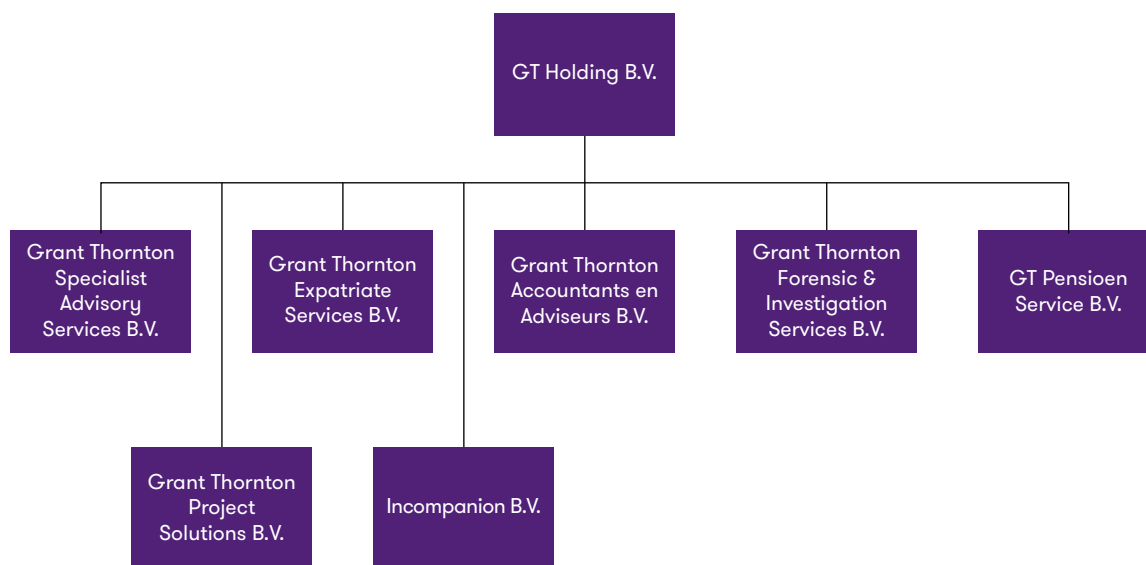 GT Holding B.V.
Grant Thornton
Specialist
Advisory
Services B.V.
Grant Thornton
Expatriate
Services B.V.
Grant Thornton
Accountants en
Adviseurs B.V.
Grant Thornton
Forensic &
Investigation
Services B.V.
GT Pensioen
Service B.V.
Grant Thornton
Project
Solutions B.V.
Incompanion B.V.